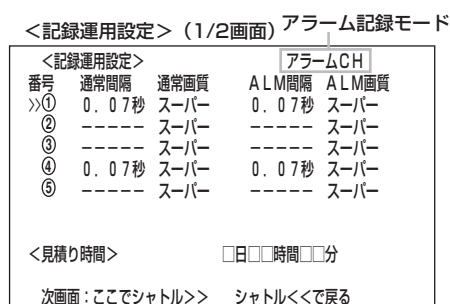 <記録運用設定>(1/2画面) アラーム記録モード
<記録運用設定> アラームCH
番号 通常間隔 通常画質 ALM間隔 ALM画質
>>① 0.07秒 スーパー 0.07秒 スーパー
② ----- スーパー ----- スーパー
③ ----- スーパー ----- スーパー
④ 0.07秒 スーパー 0.07秒 スーパー
⑤ ----- スーパー ----- スーパー
<見積り時間> □日□□時間□□分
次画面:ここでシャトル>> シャトル<<で戻る